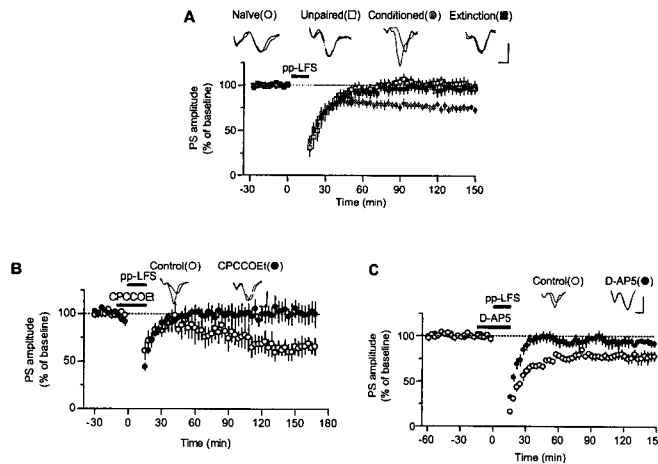 A
Naïve(○) Unpaired(□) Conditioned(●) Extinction(■)
pp-LFS
PS amplitude
(% of baseline)
100
50
0
-30 0 30 60 90 120 150
Time (min)
B
pp-LFS
Control(○) CPCCOEt(●)
CPCCOEt
PS amplitude
(% of baseline)
100
50
0
-30 0 30 60 90 120 150 180
Time (min)
C
pp-LFS
Control(○) D-AP5(●)
D-AP5
PS amplitude
(% of baseline)
100
50
0
-60 -30 0 30 60 90 120 150
Time (min)